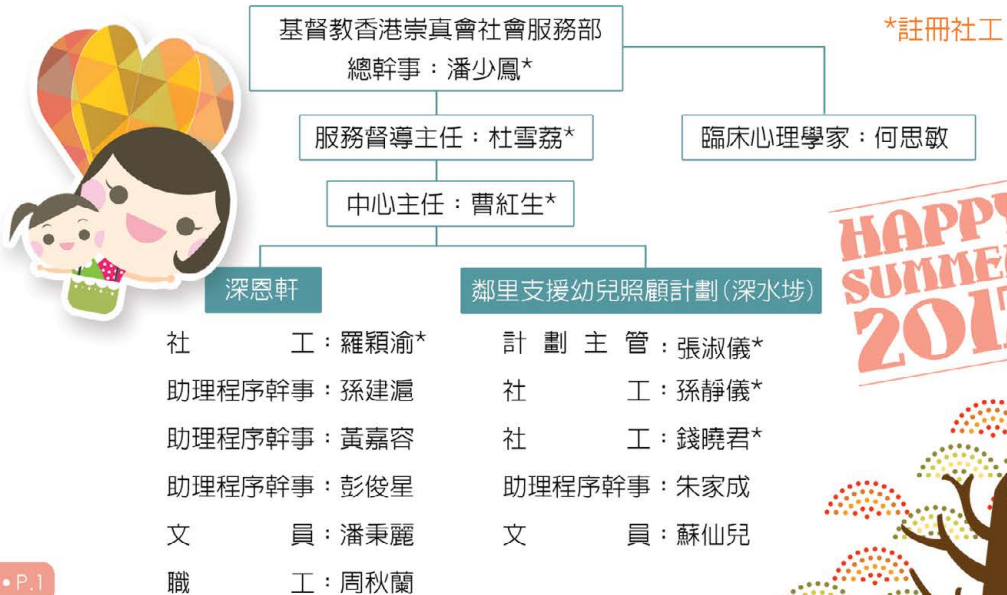 基督教香港崇真會社會服務部
總幹事：潘少鳳*
*註冊社工
服務督導主任：杜雪荔*
臨床心理學家：何思敏
中心主任：曹紅生*
HAPPY
SUMMER
2017
深恩軒
社工：羅穎渝*
助理程序幹事：孫建滬
助理程序幹事：黃嘉容
助理程序幹事：彭俊星
文員：潘秉麗
職工：周秋蘭
鄰里支援幼兒照顧計劃(深水埗)
計劃主管：張淑儀*
社工：孫靜儀*
社工：錢曉君*
助理程序幹事：朱家成
文員：蘇仙兒
• P.1